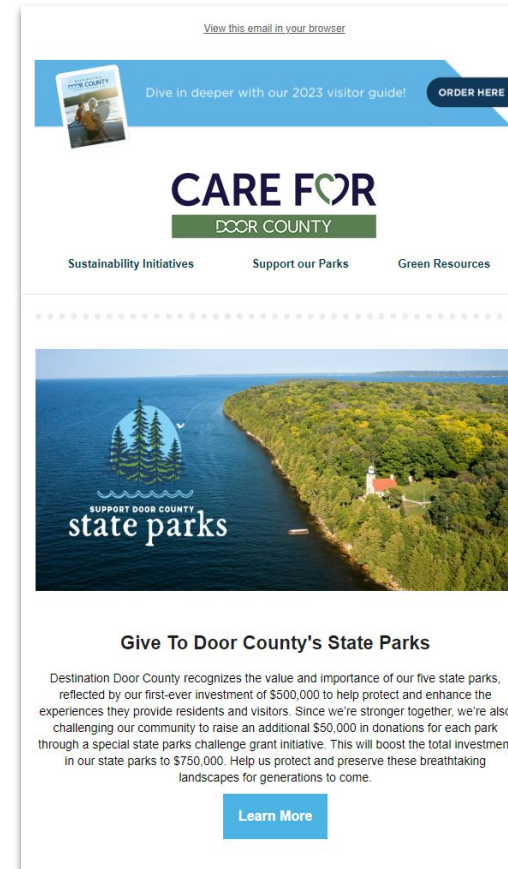 View this email in your browser
DOOR COUNTY
Dive in deeper with our 2023 visitor guide!
ORDER HERE
CARE FOR
DOOR COUNTY
Sustainability Initiatives Support our Parks Green Resources
SUPPORT DOOR COUNTY
state parks
Give To Door County's State Parks
Destination Door County recognizes the value and importance of our five state parks,
reflected by our first-ever investment of $500,000 to help protect and enhance the
experiences they provide residents and visitors. Since we're stronger together, we're also
challenging our community to raise an additional $50,000 in donations for each park
through a special state parks challenge grant initiative. This will boost the total investmen
in our state parks to $750,000. Help us protect and preserve these breathtaking
landscapes for generations to come.
Learn More